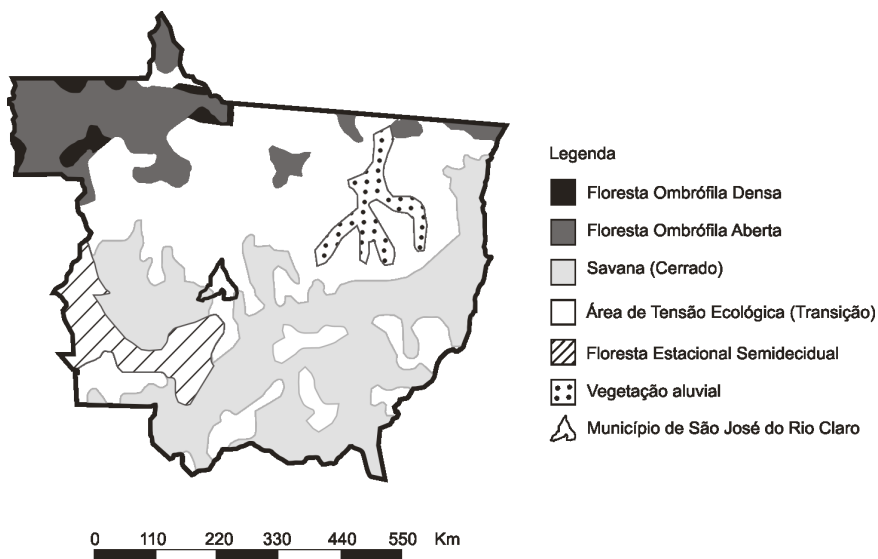 Legenda
Floresta Ombrófila Densa
Floresta Ombrófila Aberta
Savana (Cerrado)
Área de Tensão Ecológica (Transição)
Floresta Estacional Semidecidual
Vegetação aluvial
Município de São José do Rio Claro
0 110 220 330 440 550 Km